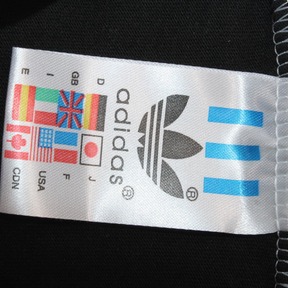 ®
adidas®
D J
GB F
I USA
E CDN